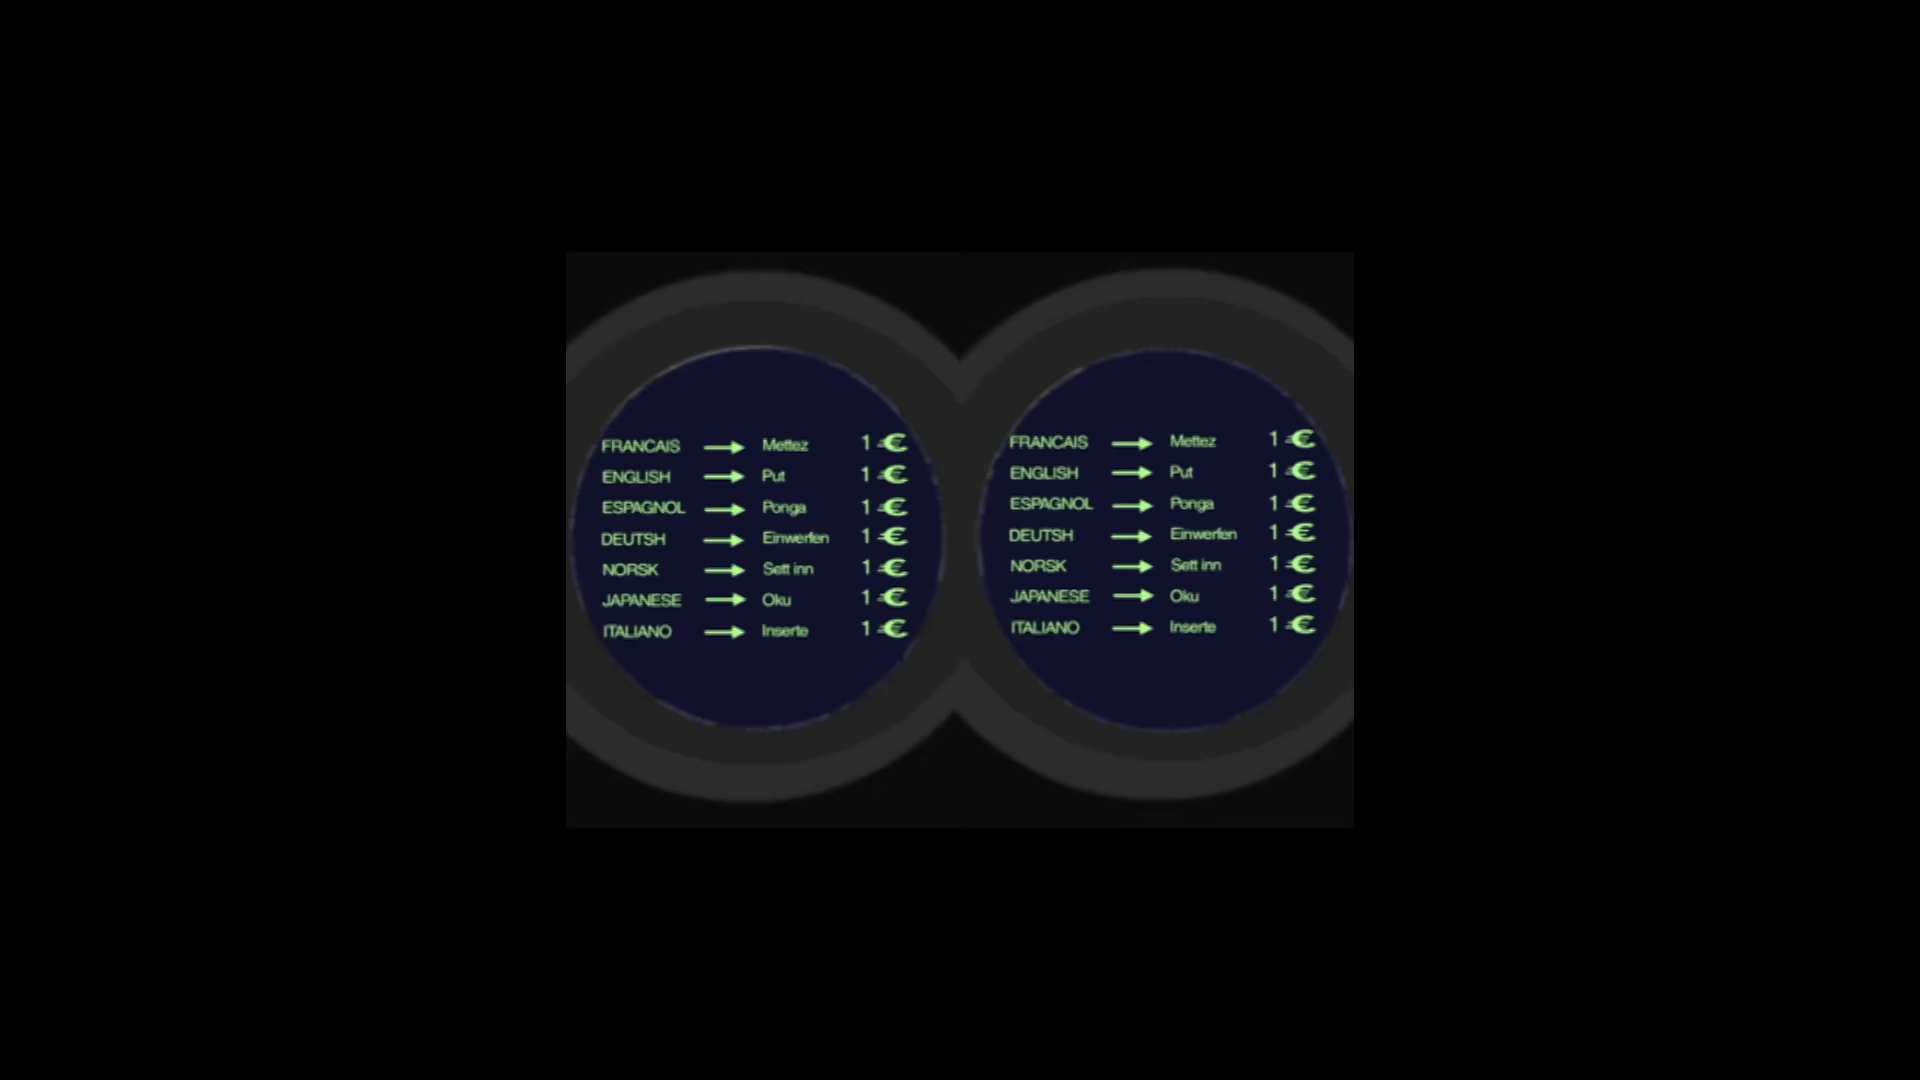 FRANCAIS → Mettez 1 €
ENGLISH → Put 1 €
ESPAGNOL → Ponga 1 €
DEUTSH → Einwerfen 1 €
NORSK → Sett inn 1 €
JAPANESE → Oku 1 €
ITALIANO → Inserte 1 €
FRANCAIS → Mettez 1 €
ENGLISH → Put 1 €
ESPAGNOL → Ponga 1 €
DEUTSH → Einwerfen 1 €
NORSK → Sett inn 1 €
JAPANESE → Oku 1 €
ITALIANO → Inserte 1 €